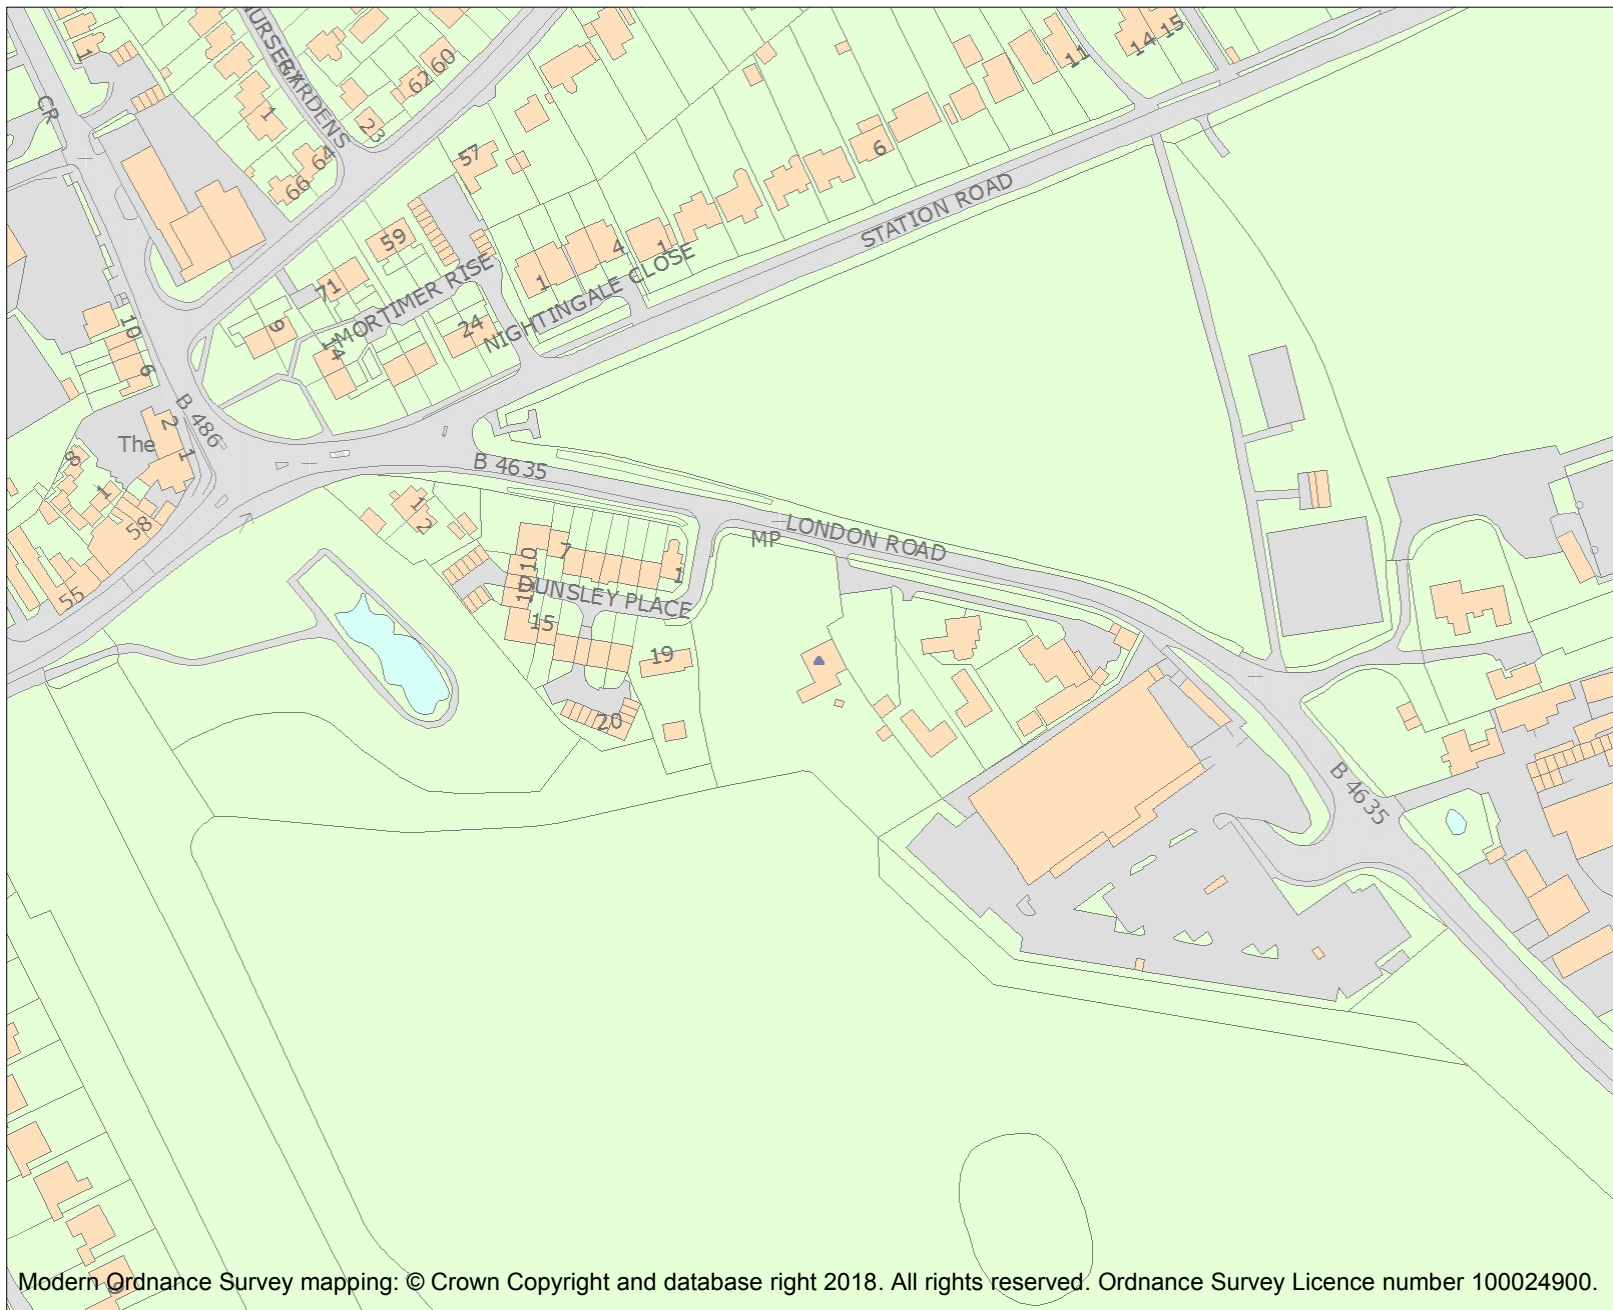 CR
1
NURSERY GARDENS
1
62
60
23
64
66
57
11
14
15
6
59
STATION ROAD
71
MORTIMER RISE
1
4
1
NIGHTINGALE CLOSE
9
14
24
10
6
B 486
2
1
The
8
1
58
55
B 4635
12
LONDON ROAD
MP
7
10
1
DUNSLEY PLACE
15
19
20
B 4635
Modern Ordnance Survey mapping: © Crown Copyright and database right 2018. All rights reserved. Ordnance Survey Licence number 100024900.